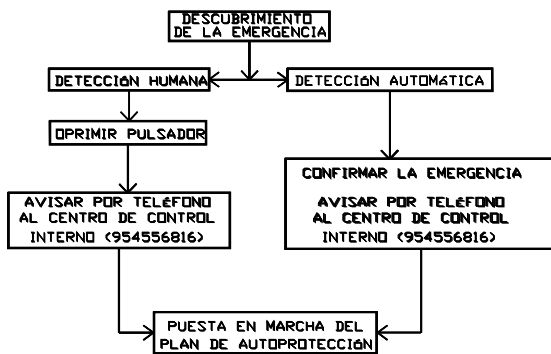 DESCUBRIMIENTO
DE LA EMERGENCIA
DETECCIÓN HUMANA
DETECCIÓN AUTOMÁTICA
OPRIMIR PULSADOR
CONFIRMAR LA EMERGENCIA
AVISAR POR TELÉFONO
AL CENTRO DE CONTROL
INTERNO (954556816)
AVISAR POR TELÉFONO
AL CENTRO DE CONTROL
INTERNO (954556816)
PUESTA EN MARCHA DEL
PLAN DE AUTOPROTECCIÓN